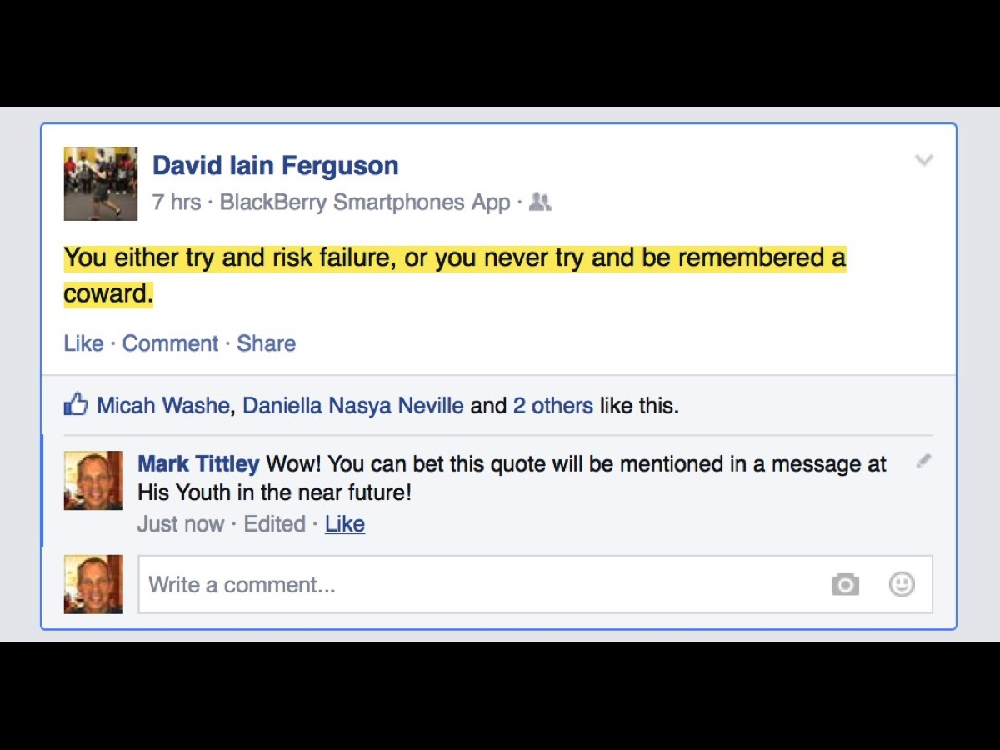 David Iain Ferguson
7 hrs · BlackBerry Smartphones App ·
You either try and risk failure, or you never try and be remembered a
coward.
Like · Comment · Share
Micah Washe, Daniella Nasya Neville and 2 others like this.
Mark Tittley Wow! You can bet this quote will be mentioned in a message at
His Youth in the near future!
Just now · Edited · Like
Write a comment...